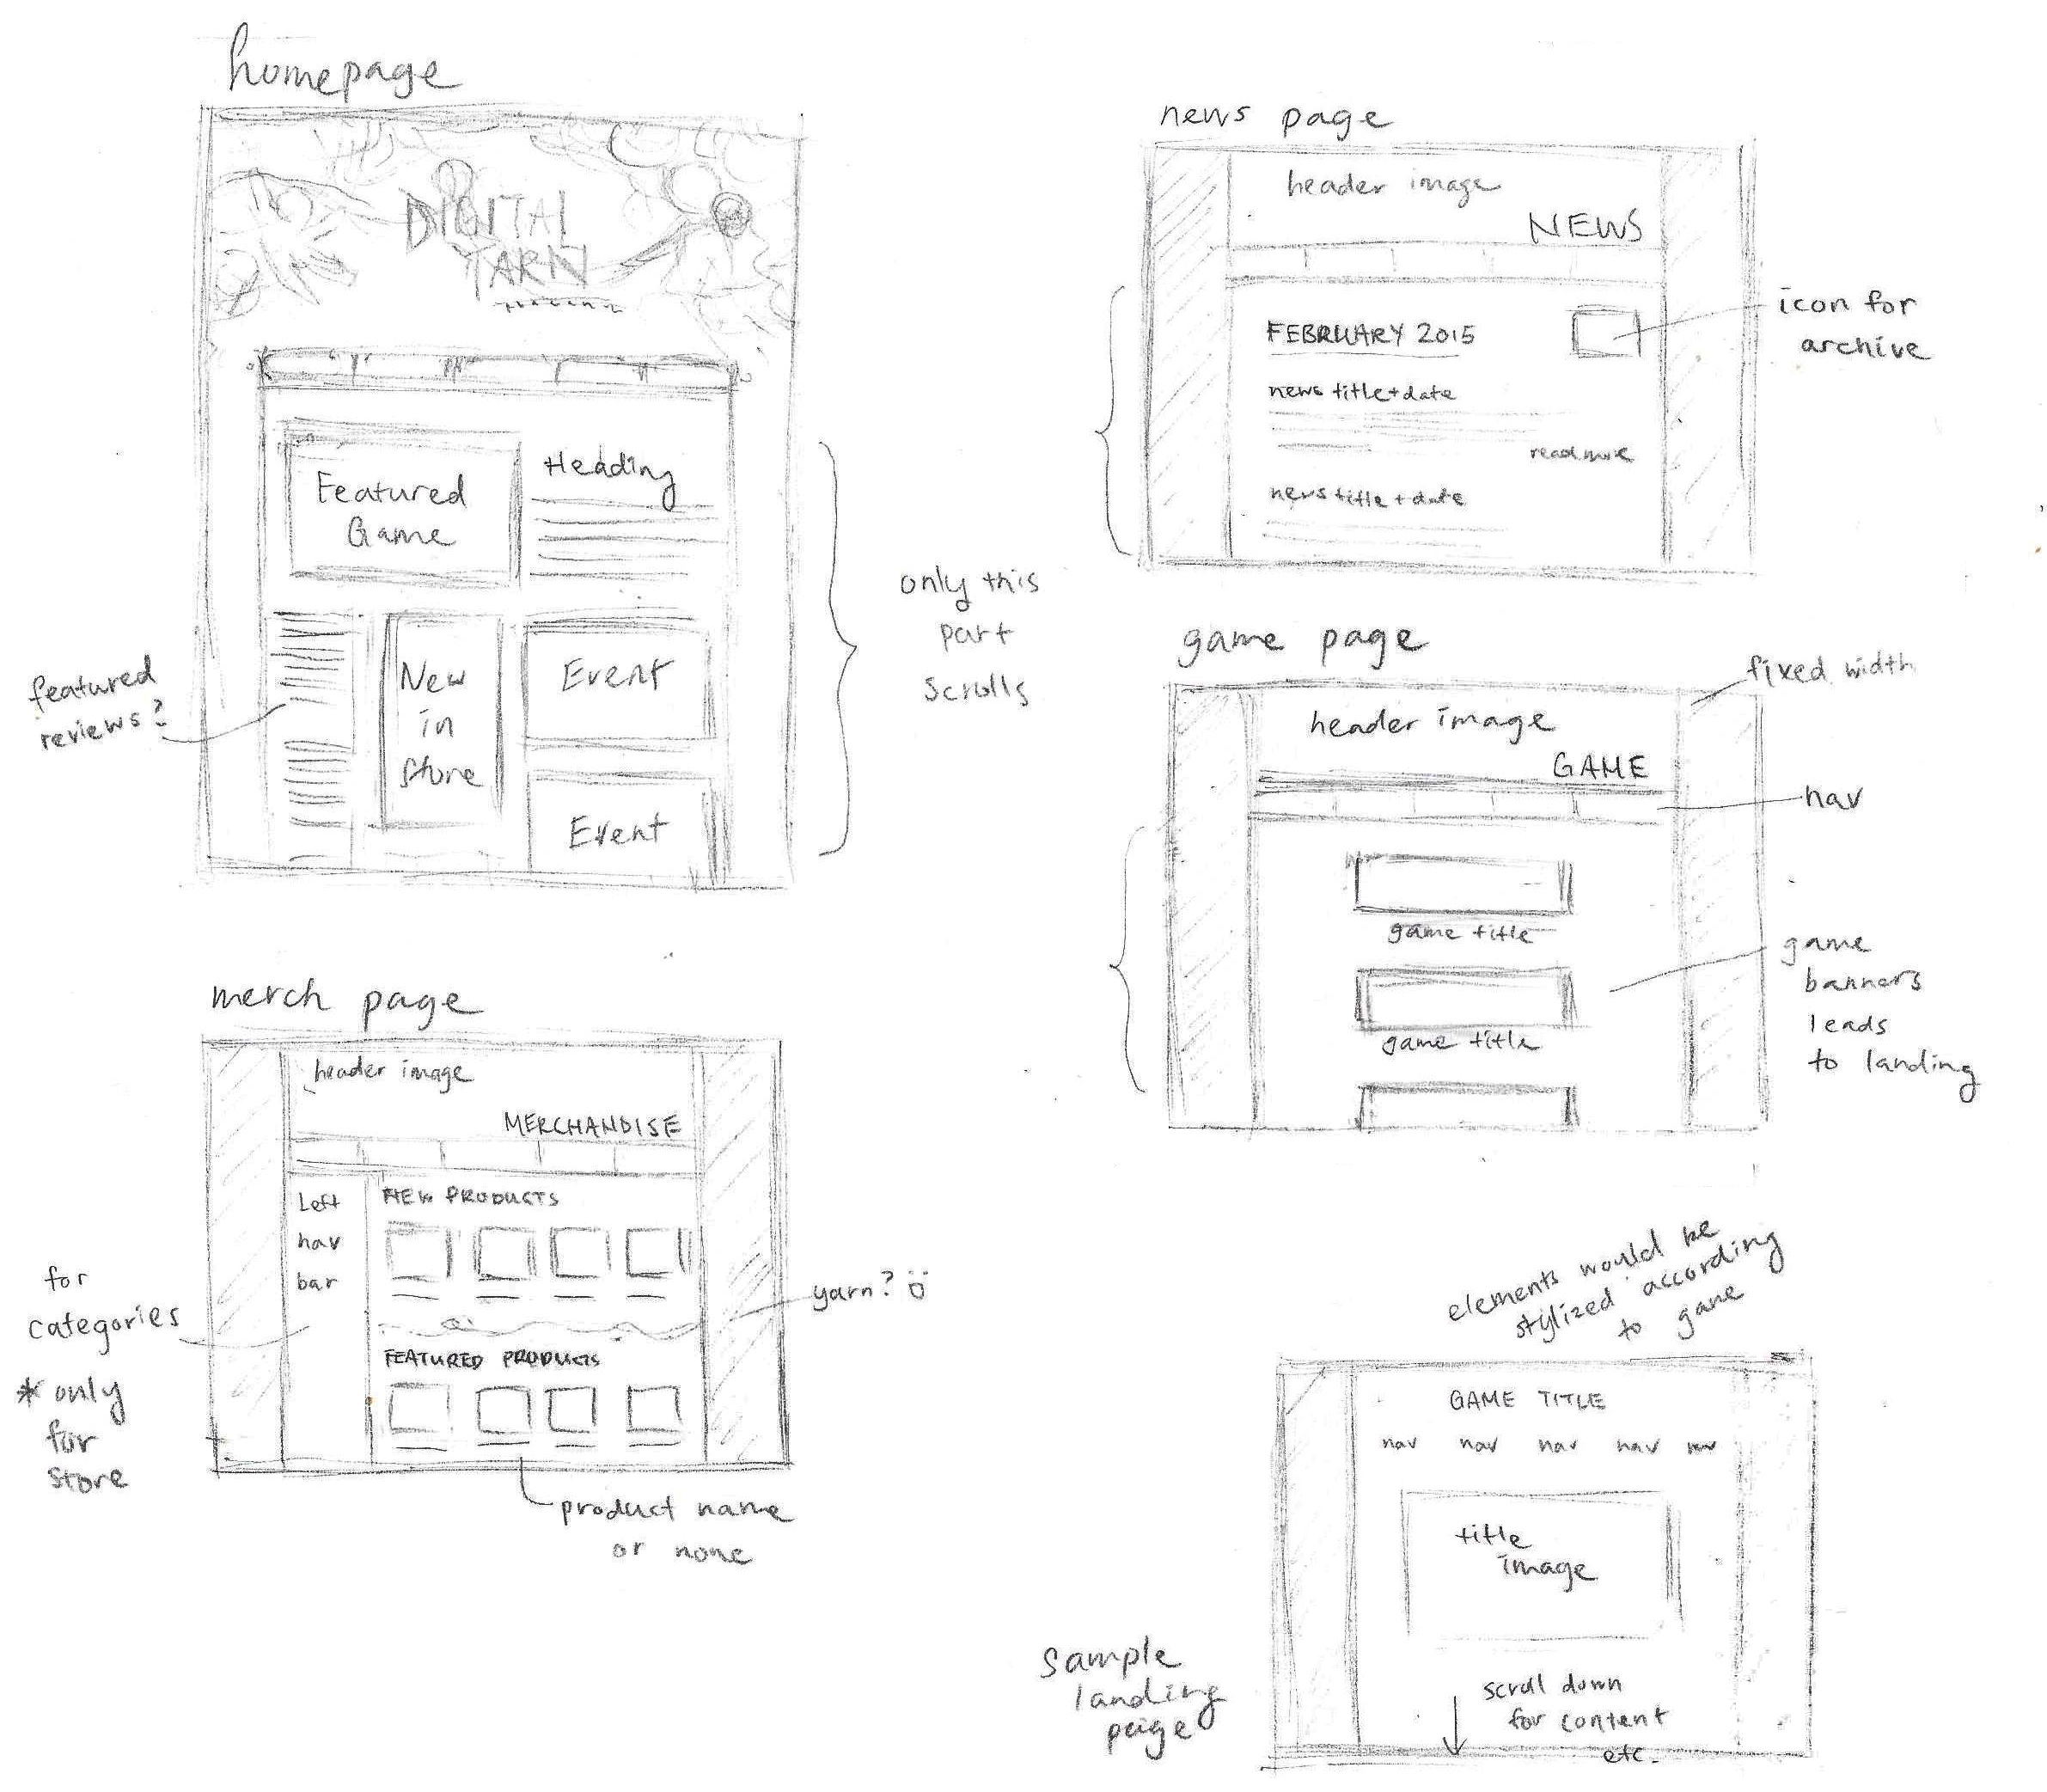 homepage
DIGITAL
YARN
Featured
Game
Heading
New
in
store
Event
Event
featured
reviews?
only this
part
scrolls
news page
header image
NEWS
FEBRUARY 2015
news title + date
read more
news title + date
icon for
archive
game page
header image
GAME
game title
game title
fixed width
nav
game
banners
leads
to landing
merch page
header image
MERCHANDISE
Left
nav
bar
NEW PRODUCTS
FEATURED PRODUCTS
for
categories
* only
for
store
yarn?
product name
or none
elements would be
stylized according
to game
GAME TITLE
nav nav nav nav nav
title
image
scroll down
for content
etc.
sample
landing
page